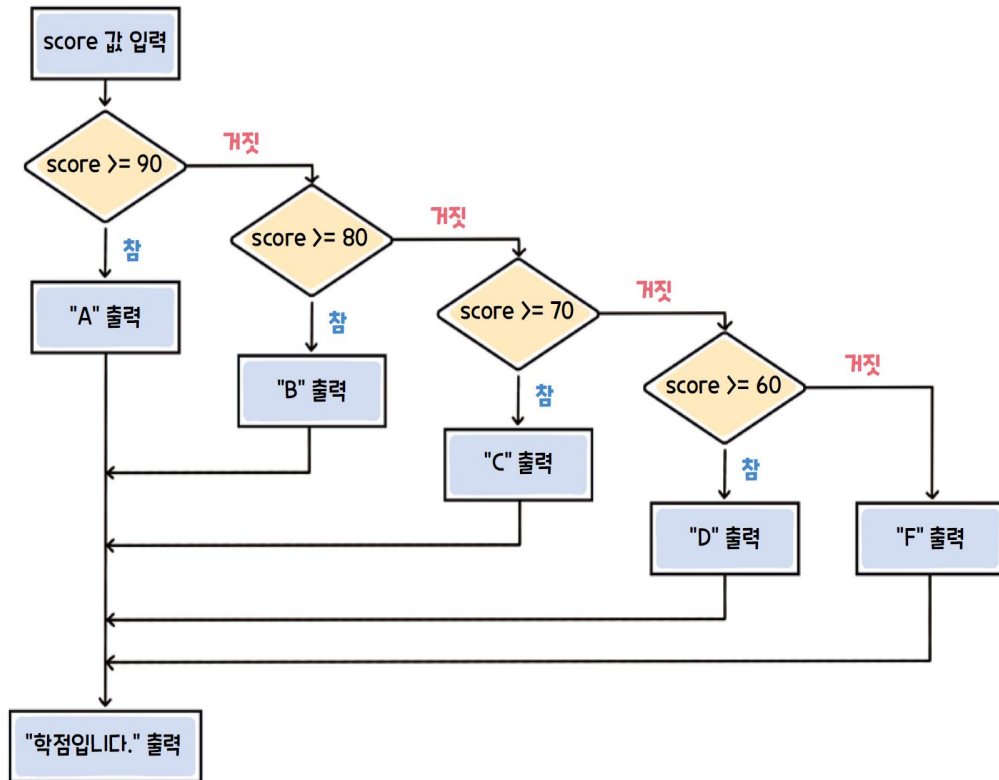 score 값 입력
거짓
score >= 90
거짓
score >= 80
참
거짓
"A" 출력
score >= 70
참
거짓
"B" 출력
score >= 60
참
"C" 출력
참
"D" 출력
"F" 출력
"학점입니다." 출력